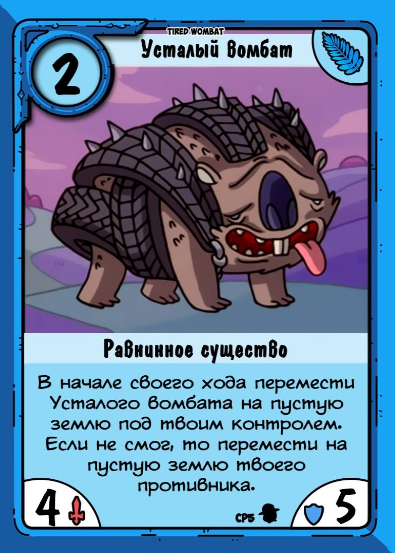 TIRED WOMBAT
Усталый вомбат
2
Равнинное существо
В начале своего хода перемести
Усталого вомбата на пустую
землю под твоим контролем.
Если не смог, то перемести на
пустую землю твоего
противника.
4
CP5
5